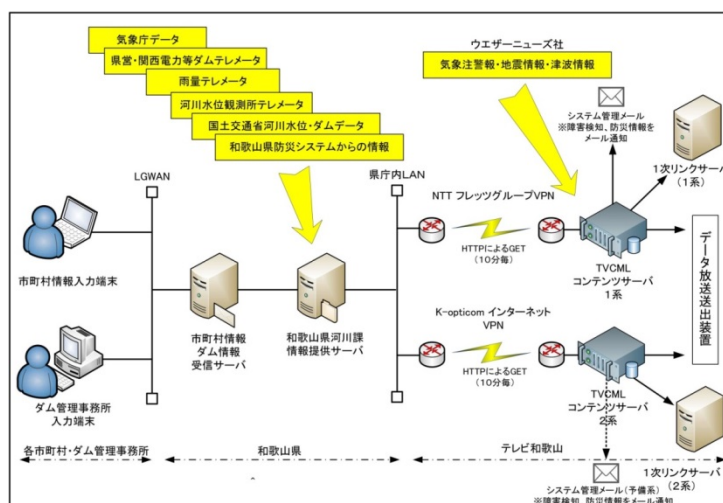 気象庁データ
県営・関西電力等ダムテレメータ
雨量テレメータ
河川水位観測所テレメータ
国土交通省河川水位・ダムデータ
和歌山県防災システムからの情報
ウエザーニューズ社
気象注警報・地震情報・津波情報
システム管理メール
※障害検知、防災情報を
メール通知
1次リンクサーバ
(1系)
LGWAN
県庁内LAN
NTT フレッツグループVPN
HTTPによるGET
(10分毎)
TVCML
コンテンツサーバ
1系
データ放送送出装置
市町村情報入力端末
市町村情報
ダム情報
受信サーバ
和歌山県河川課
情報提供サーバ
K-opticom インターネット
VPN
HTTPによるGET
(10分毎)
TVCML
コンテンツサーバ
2系
ダム管理事務所
入力端末
各市町村・ダム管理事務所
和歌山県
テレビ和歌山
1次リンクサーバ
(2系)
システム管理メール(予備系)
※障害検知、防災情報をメール通知